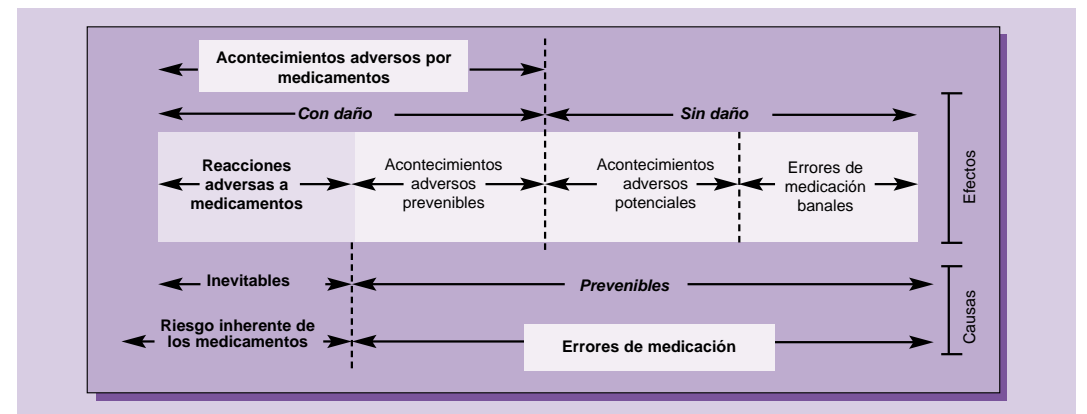 Acontecimientos adversos por
medicamentos
Con daño
Sin daño
Reacciones
adversas a
medicamentos
Acontecimientos
adversos
prevenibles
Acontecimientos
adversos
potenciales
Errores de
medicación
banales
Efectos
Inevitables
Prevenibles
Riesgo inherente de
los medicamentos
Errores de medicación
Causas